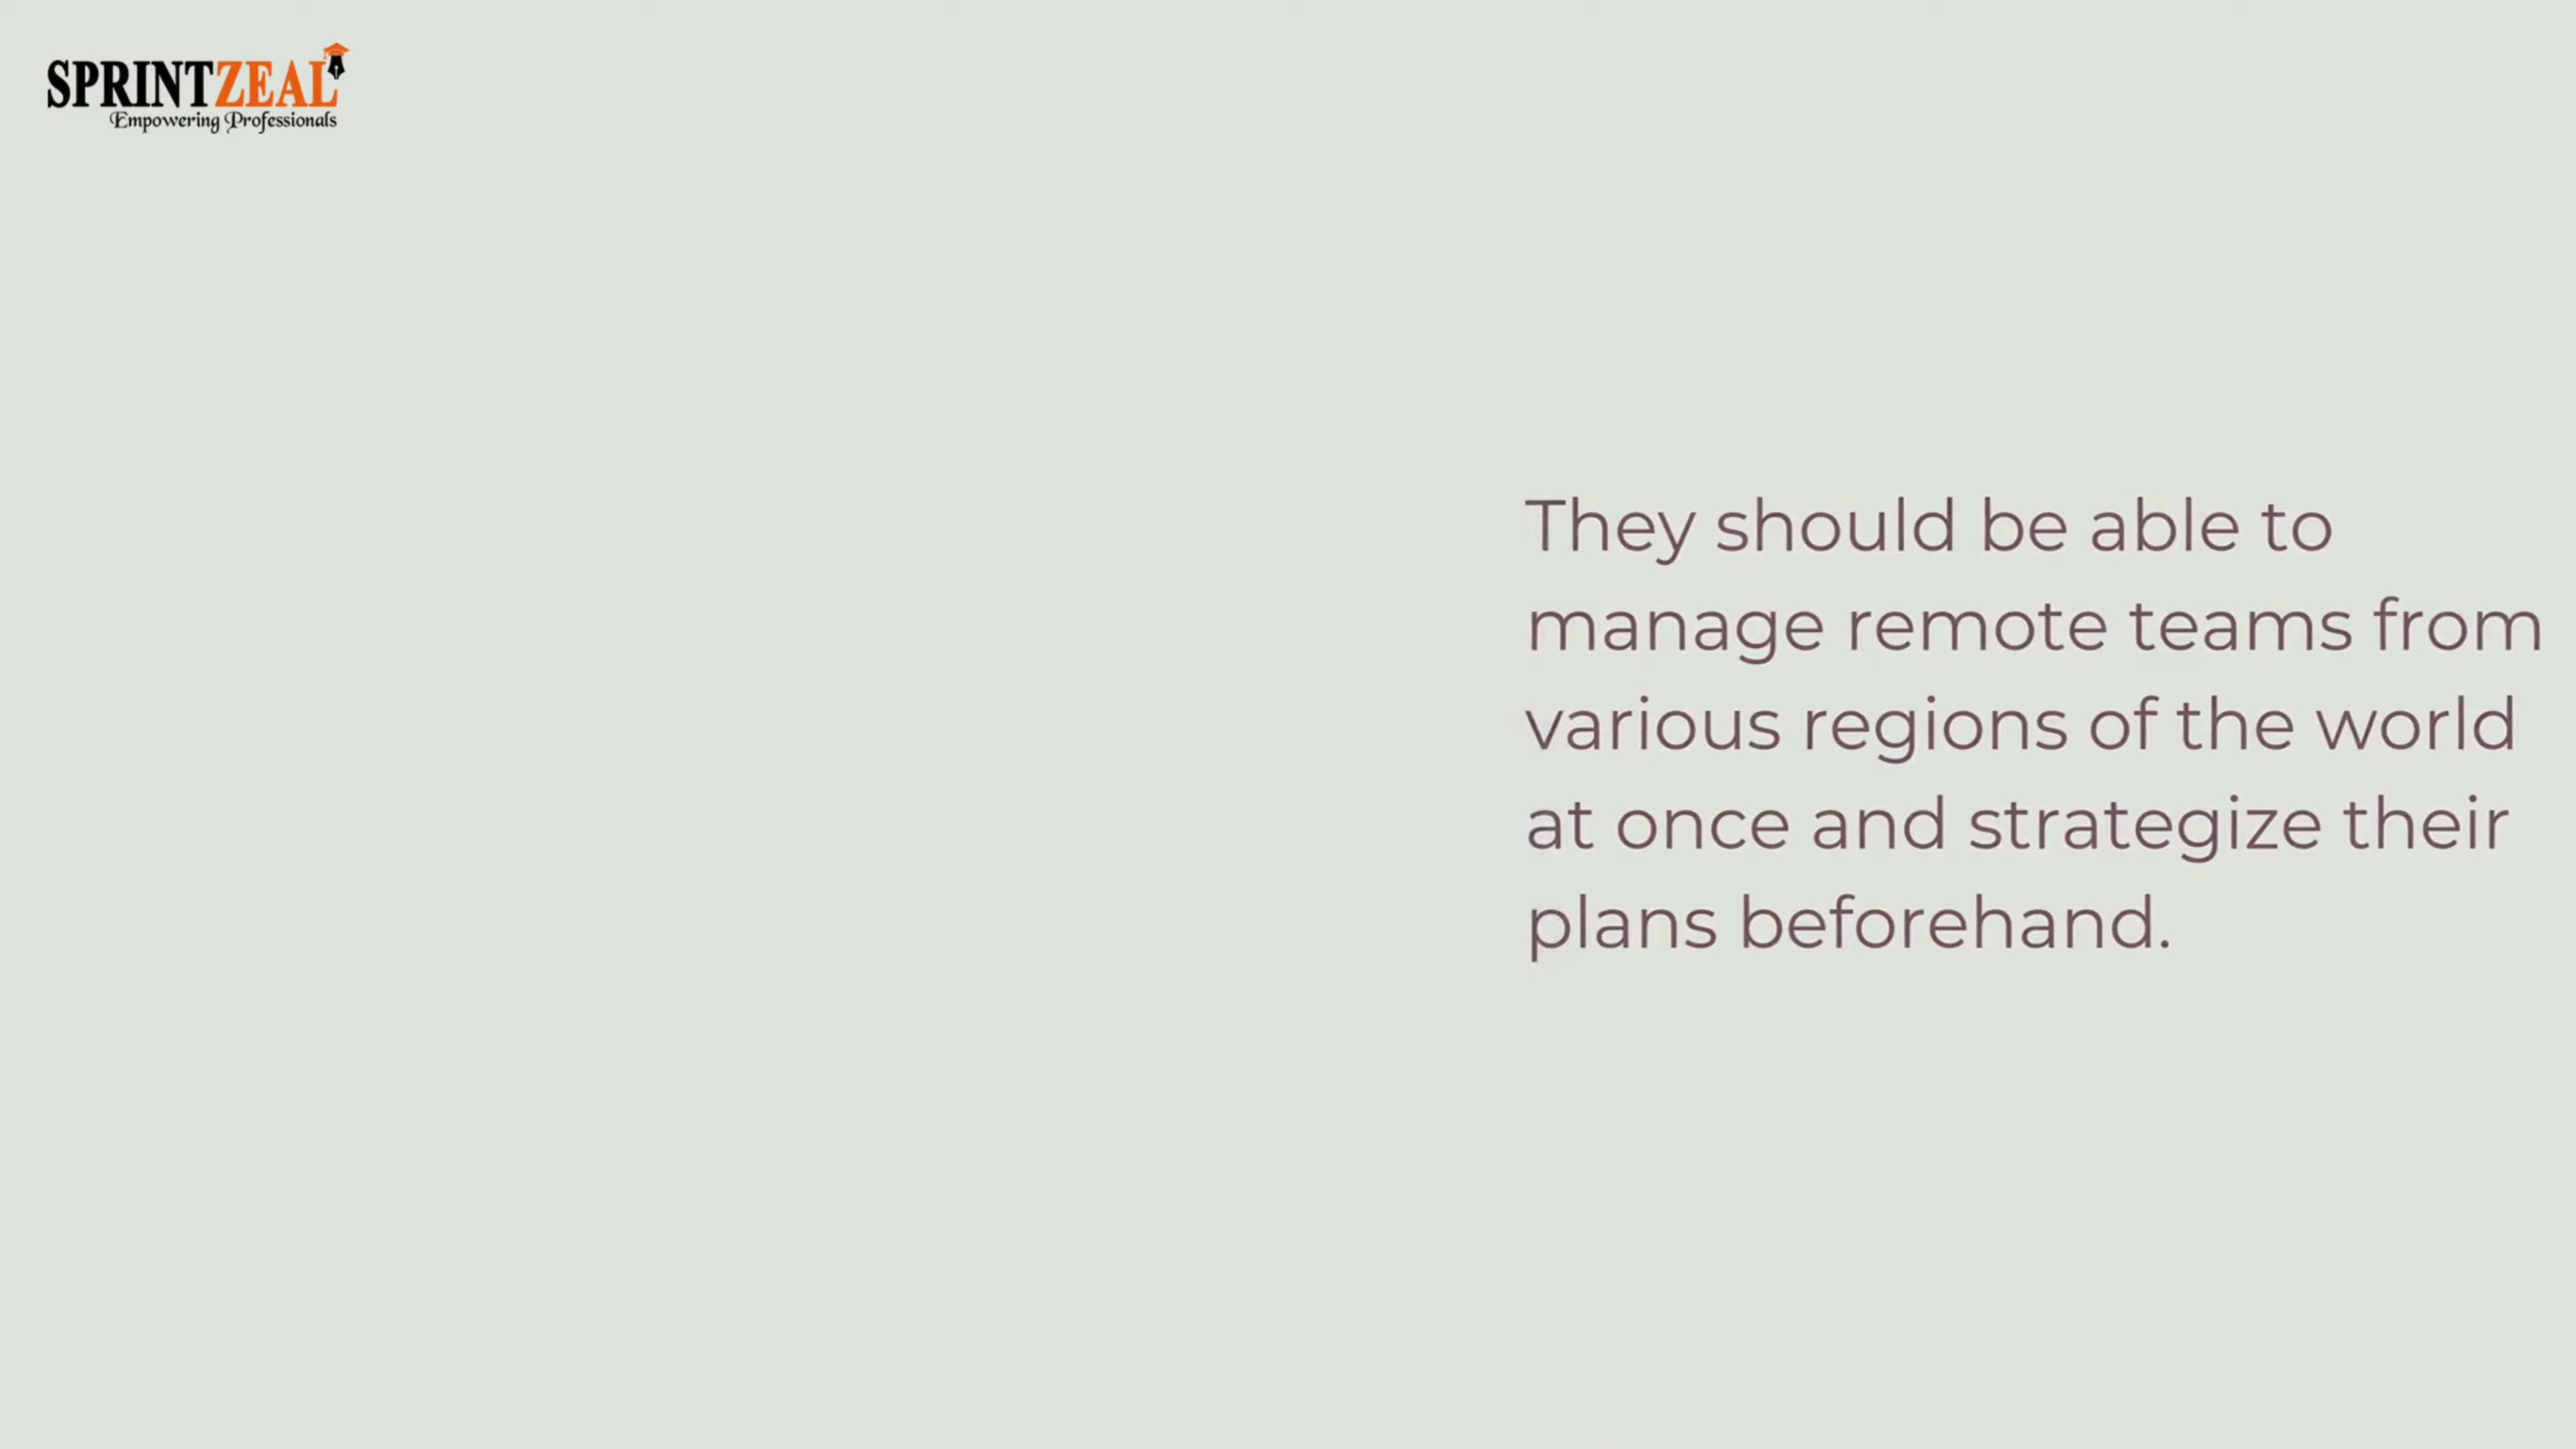 SPRINTZEAL
Empowering Professionals
They should be able to
manage remote teams from
various regions of the world
at once and strategize their
plans beforehand.